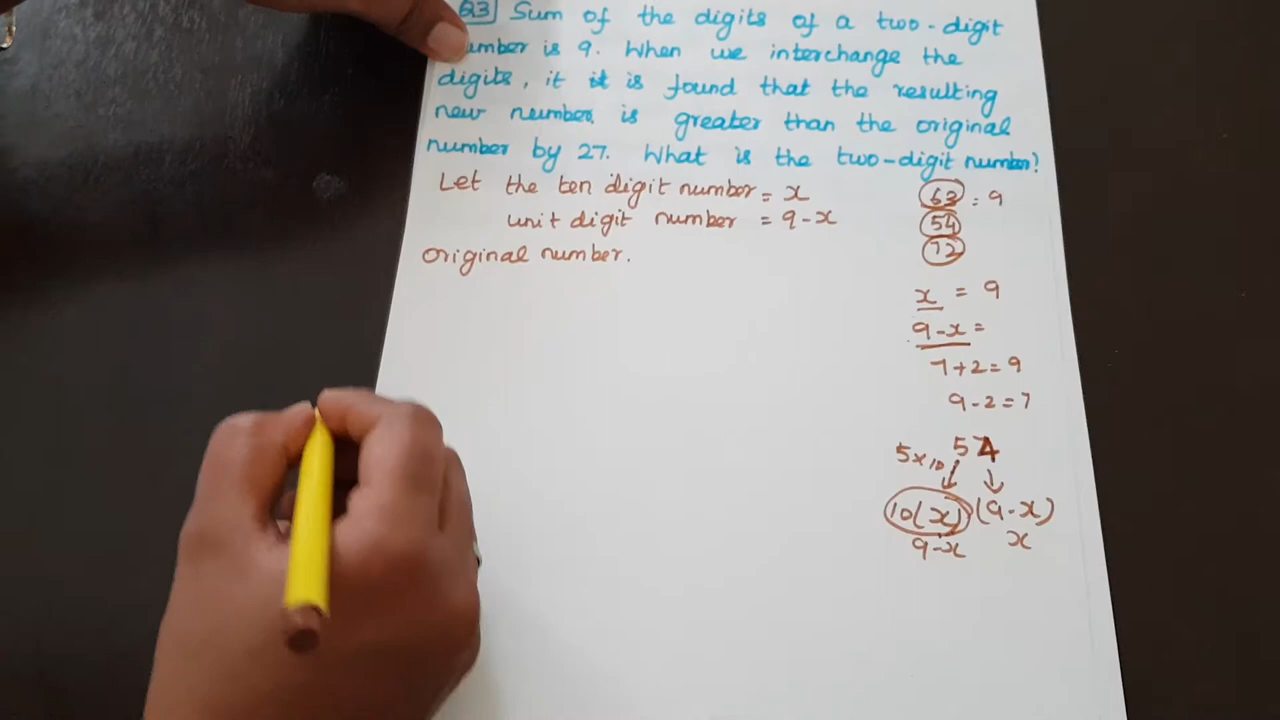 Q3 Sum of the digits of a two-digit
number is 9. When we interchange the
digits, it is found that the resulting
new number is greater than the original
number by 27. What is the two-digit number?
Let the ten digit number = x
unit digit number = 9-x
original number.
63 = 9
54
72
x = 9
9-x =
7+2=9
9-2=7
5×10 54
10(x) (9-x)
9-x x